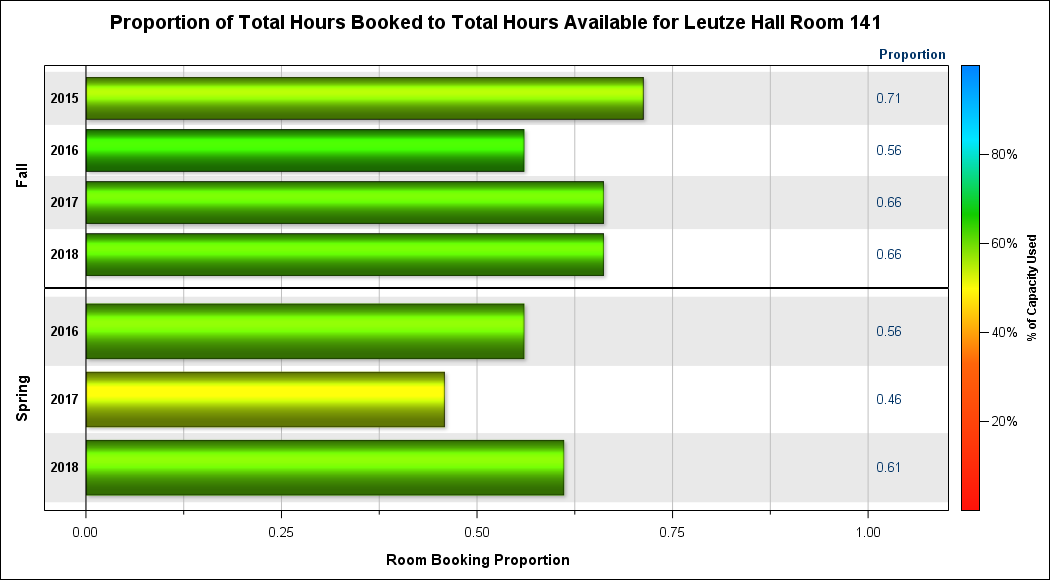 Proportion of Total Hours Booked to Total Hours Available for Leutze Hall Room 141
Proportion
Fall
2015 0.71
2016 0.56
2017 0.66
2018 0.66
Spring
2016 0.56
2017 0.46
2018 0.61
0.00 0.25 0.50 0.75 1.00
Room Booking Proportion
80%
60%
40%
20%
% of Capacity Used